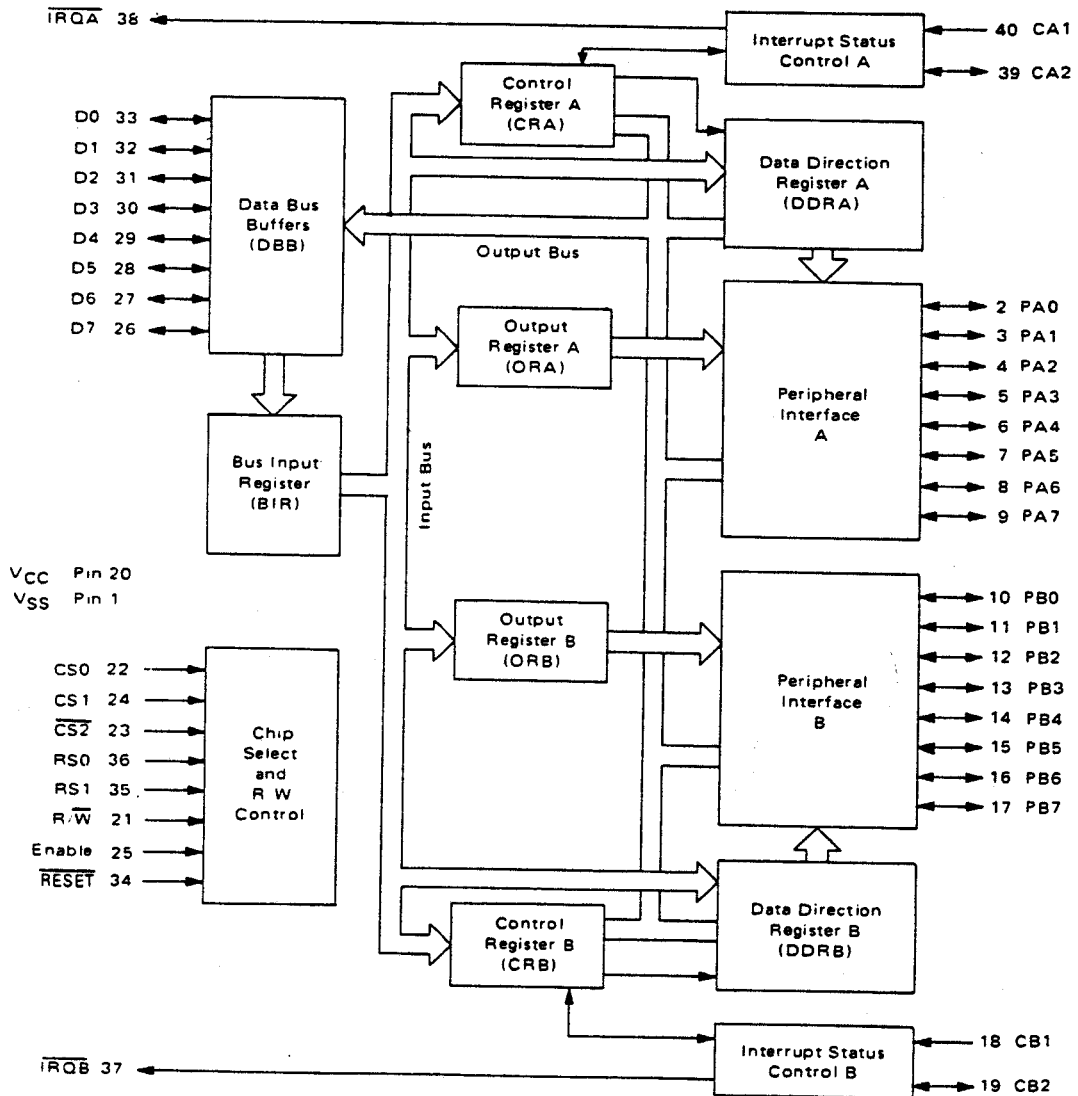 IRQA 38
Interrupt Status
Control A
40 CA1
39 CA2
Control
Register A
(CRA)
D0 33
D1 32
D2 31
D3 30
D4 29
D5 28
D6 27
D7 26
Data Bus
Buffers
(DBB)
Data Direction
Register A
(DDRA)
Output Bus
Output
Register A
(ORA)
Peripheral
Interface
A
2 PA0
3 PA1
4 PA2
5 PA3
6 PA4
7 PA5
8 PA6
9 PA7
Bus Input
Register
(BIR)
Input Bus
VCC Pin 20
VSS Pin 1
Output
Register B
(ORB)
Peripheral
Interface
B
10 PB0
11 PB1
12 PB2
13 PB3
14 PB4
15 PB5
16 PB6
17 PB7
CS0 22
CS1 24
CS2 23
RS0 36
RS1 35
R/W 21
Enable 25
RESET 34
Chip
Select
and
R W
Control
Control
Register B
(CRB)
Data Direction
Register B
(DDRB)
IRQB 37
Interrupt Status
Control B
18 CB1
19 CB2